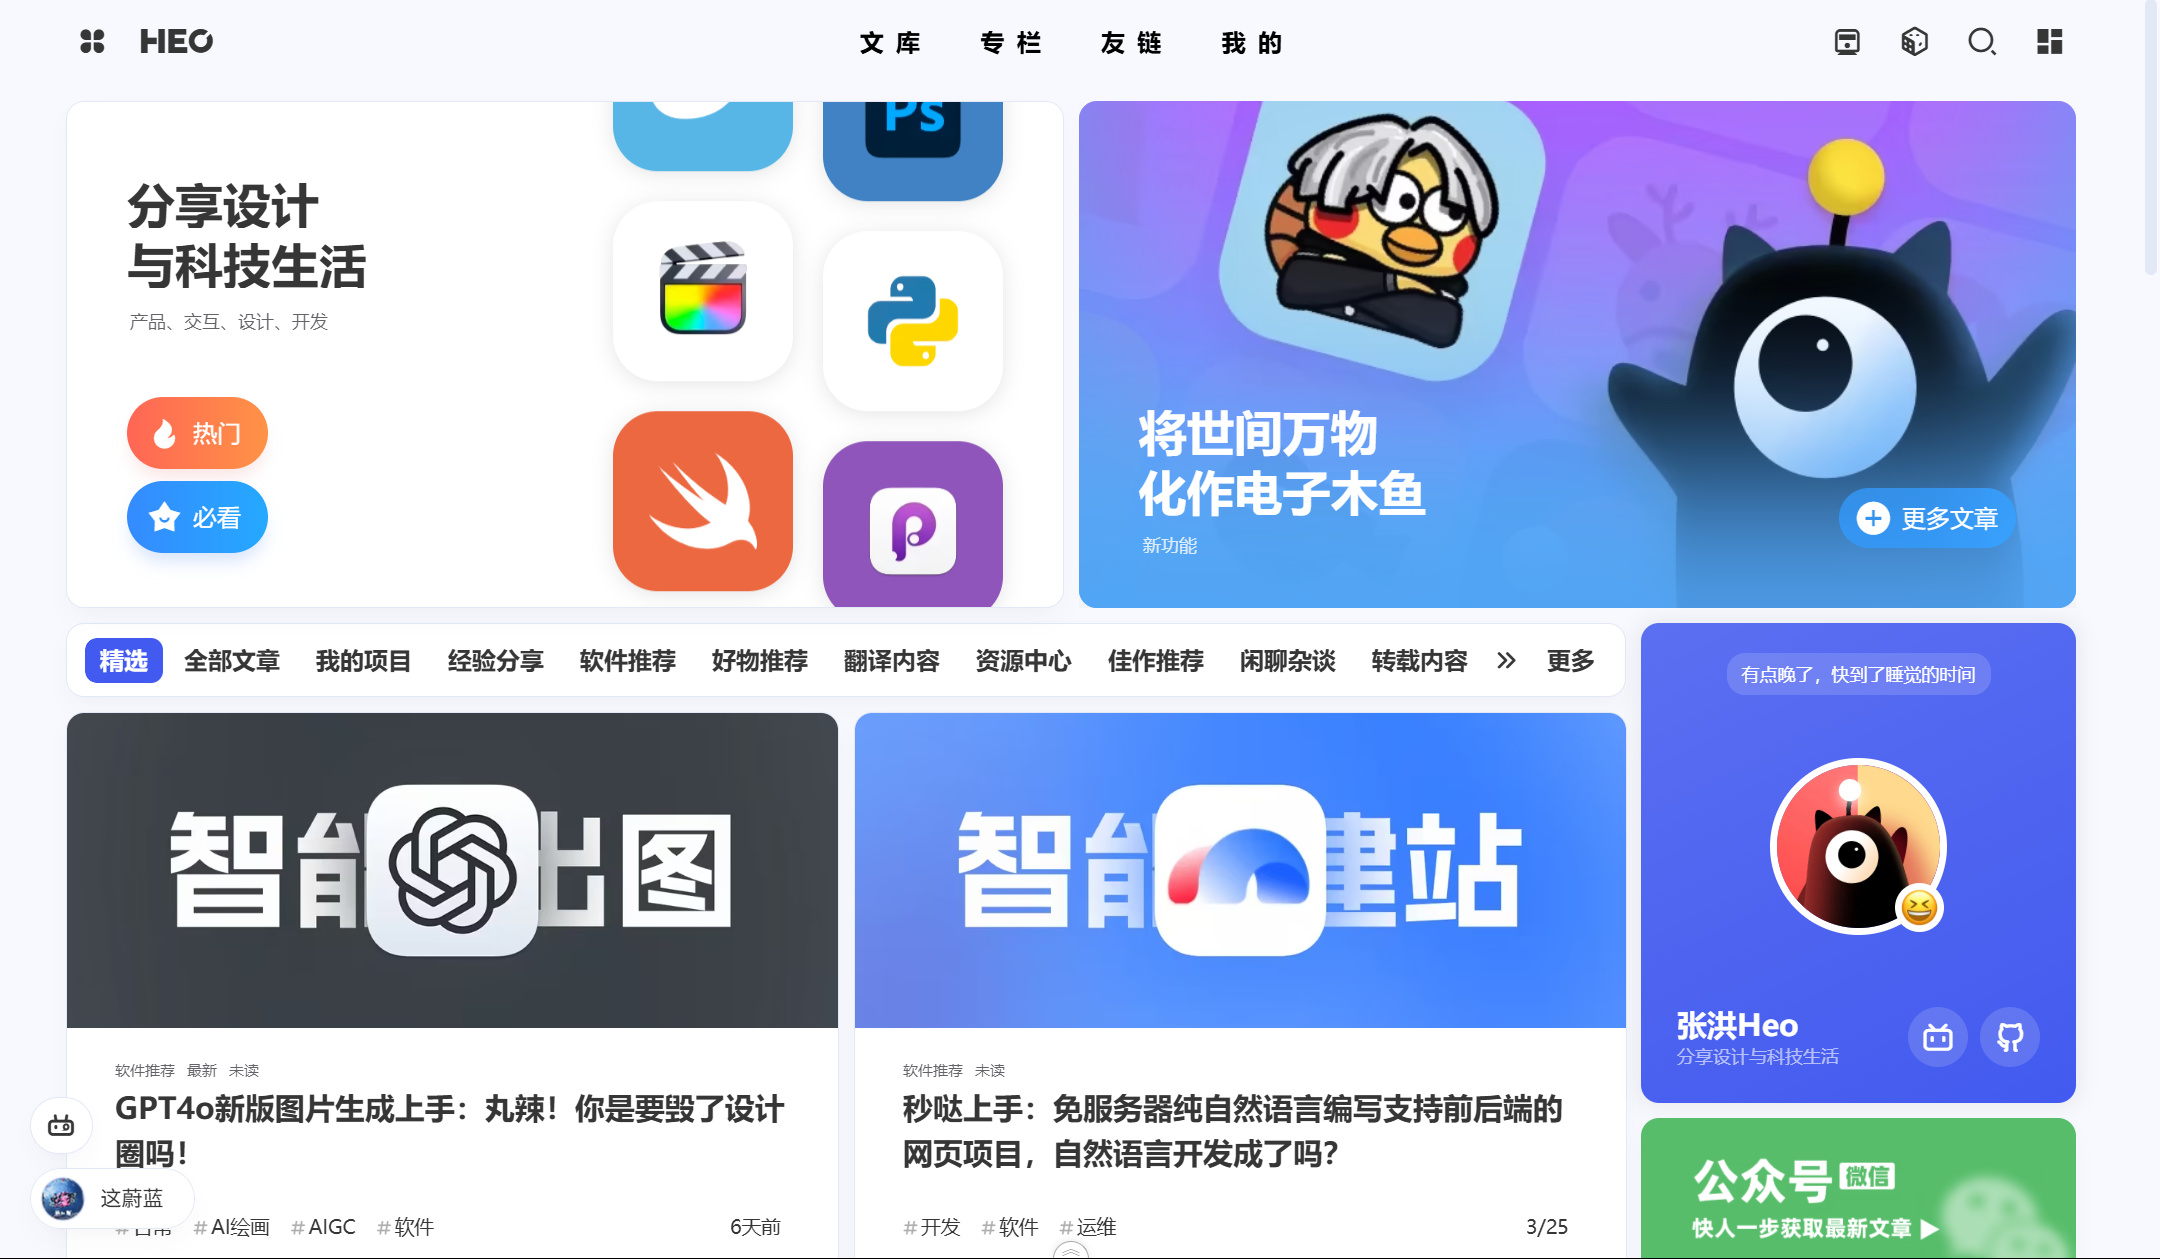 HEO
文库 专栏 友链 我的
分享设计
与科技生活
产品、交互、设计、开发
热门
必看
Ps
将世间万物
化作电子木鱼
新功能
更多文章
精选 全部文章 我的项目 经验分享 软件推荐 好物推荐 翻译内容 资源中心 佳作推荐 闲聊杂谈 转载内容 更多
有点晚了，快到了睡觉的时间
张洪Heo
分享设计与科技生活
智能出图
软件推荐 最新 未读
GPT4o新版图片生成上手：丸辣！你是要毁了设计
圈吗！
#日常 #AI绘画 #AIGC #软件 6天前
智能建站
软件推荐 未读
秒哒上手：免服务器纯自然语言编写支持前后端的
网页项目，自然语言开发成了吗？
#开发 #软件 #运维 3/25
公众号 微信
快人一步获取最新文章
这蔚蓝